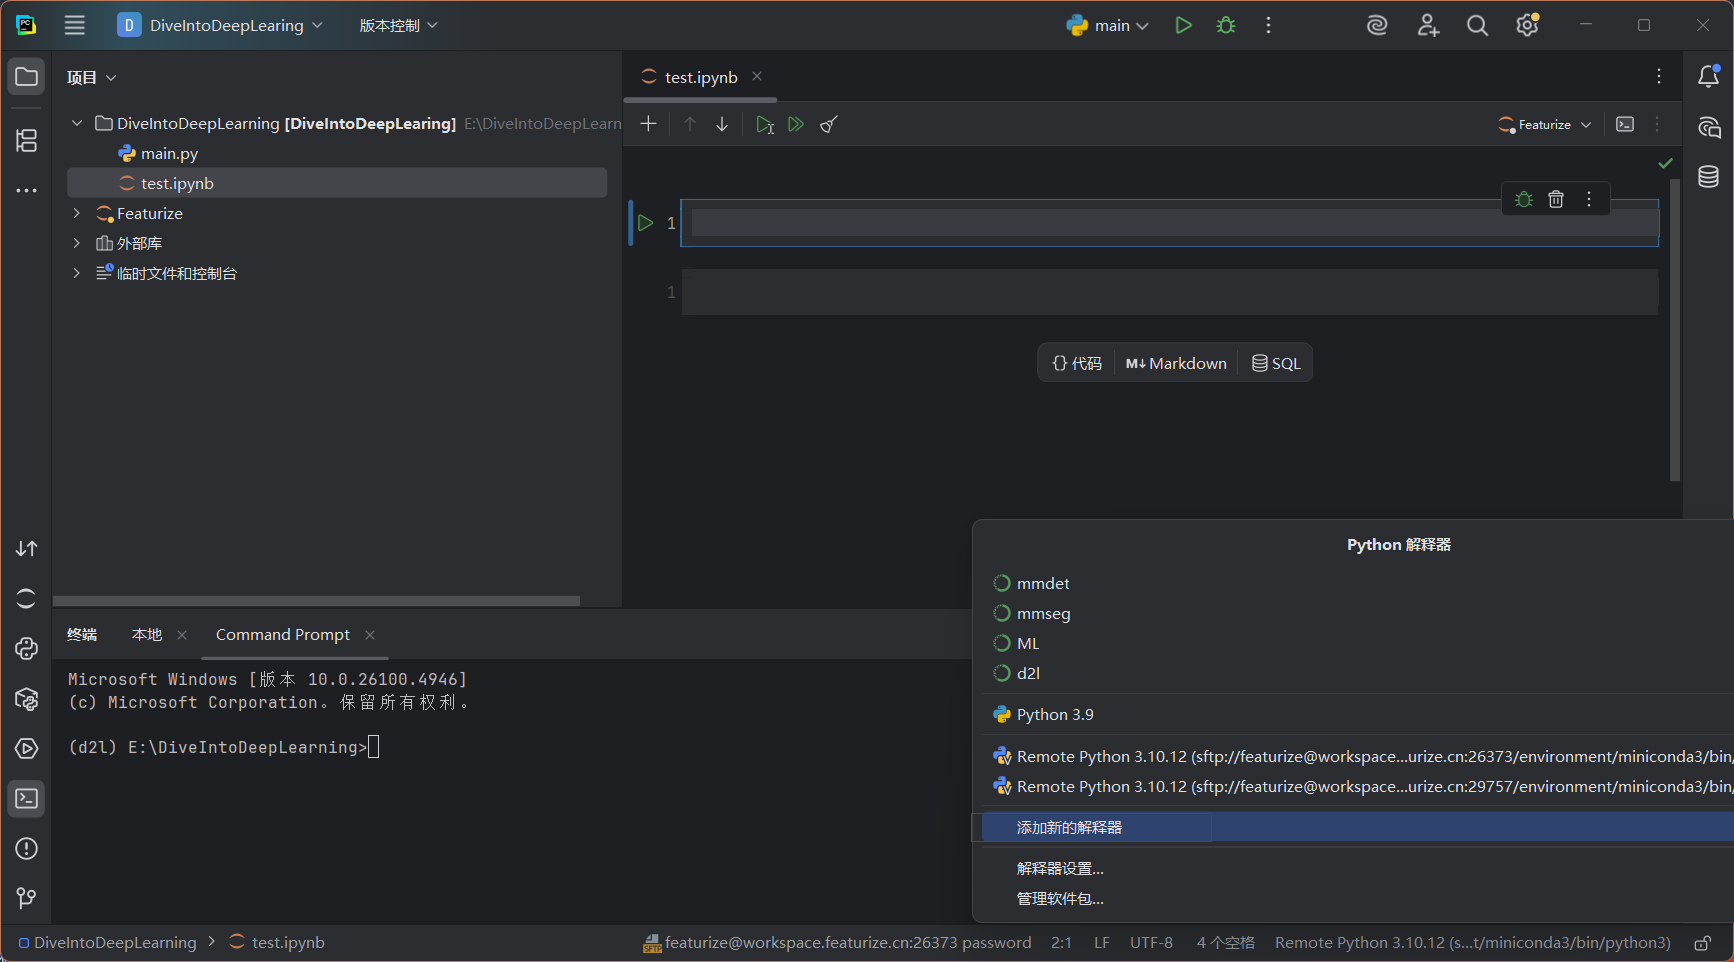 D DiveIntoDeepLearing 版本控制 main
项目
DiveIntoDeepLearning [DiveIntoDeepLearing] E:\DiveIntoDeepLearn
main.py
test.ipynb
Featurize
外部库
临时文件和控制台
test.ipynb
Featurize
1
1
{} 代码 M↓ Markdown SQL
终端 本地 Command Prompt
Microsoft Windows [版本 10.0.26100.4946]
(c) Microsoft Corporation。保留所有权利。
(d2l) E:\DiveIntoDeepLearning>
Python 解释器
mmdet
mmseg
ML
d2l
Python 3.9
Remote Python 3.10.12 (sftp://featurize@workspace...urize.cn:26373/environment/miniconda3/bin/
Remote Python 3.10.12 (sftp://featurize@workspace...urize.cn:29757/environment/miniconda3/bin/
添加新的解释器
解释器设置...
管理软件包...
DiveIntoDeepLearning > test.ipynb SFTP featurize@workspace.featurize.cn:26373 password 2:1 LF UTF-8 4 个空格 Remote Python 3.10.12 (s...t/miniconda3/bin/python3)